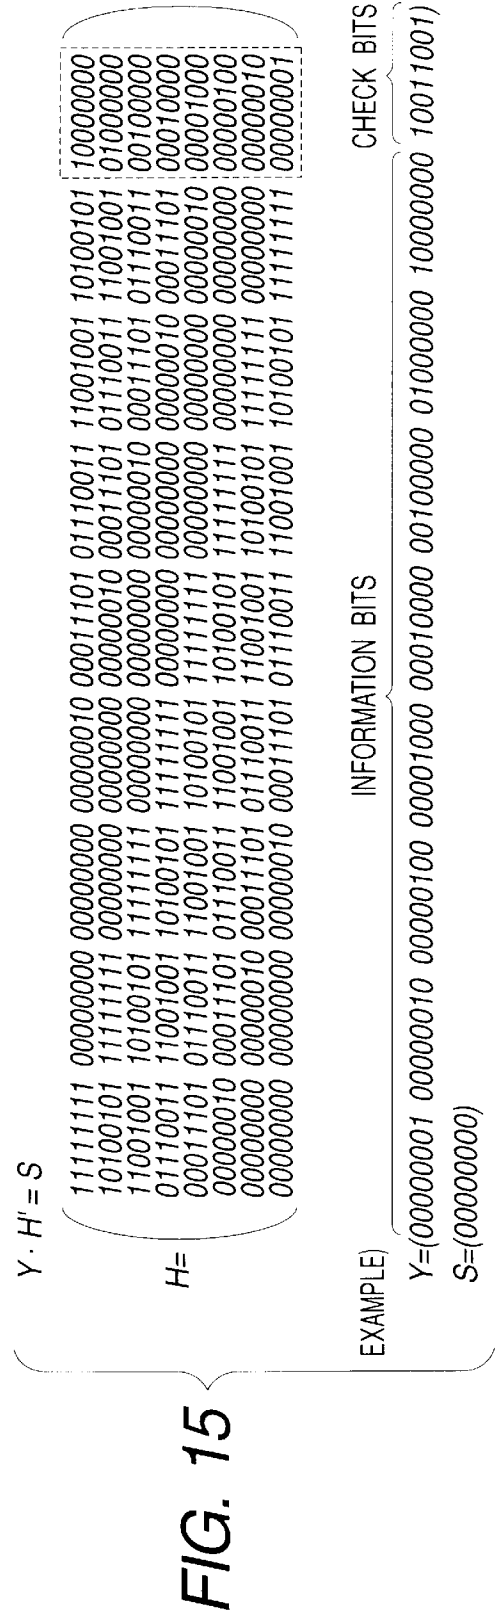 FIG. 15
Y · H' = S
H=
11111111 00000000 00000000 00000010 00011101 01110011 11001001 10100101 10000000
10100101 11111111 00000000 00000000 00000010 00011101 01110011 11001001 01000000
11001001 10100101 11111111 00000000 00000000 00000010 00011101 01110011 00100000
01110011 11001001 10100101 11111111 00000000 00000000 00000010 00011101 00010000
00011101 01110011 11001001 10100101 11111111 00000000 00000000 00000010 00001000
00000010 00011101 01110011 11001001 10100101 11111111 00000000 00000000 00000100
00000000 00000010 00011101 01110011 11001001 10100101 11111111 00000000 00000010
00000000 00000000 00000010 00011101 01110011 11001001 10100101 11111111 00000001
EXAMPLE)
INFORMATION BITS CHECK BITS
Y=(00000001 00000010 00000100 00001000 00010000 00100000 01000000 10000000 10011001)
S=(00000000)